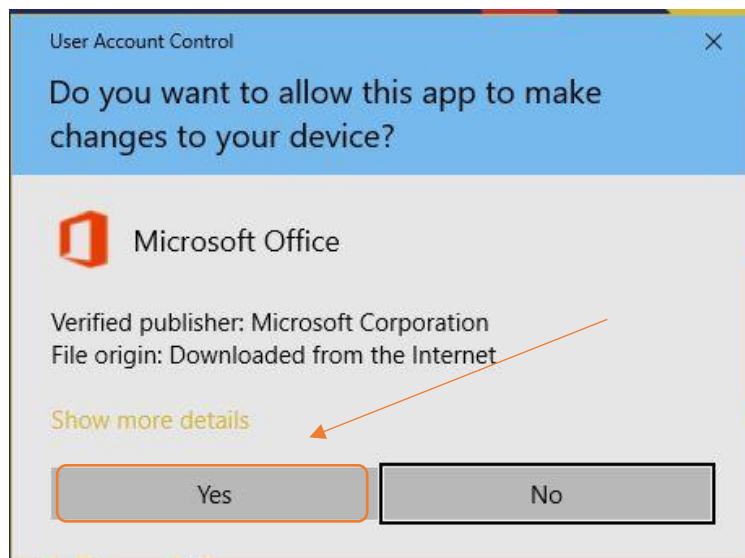 User Account Control
Do you want to allow this app to make
changes to your device?
Microsoft Office
Verified publisher: Microsoft Corporation
File origin: Downloaded from the Internet
Show more details
Yes
No